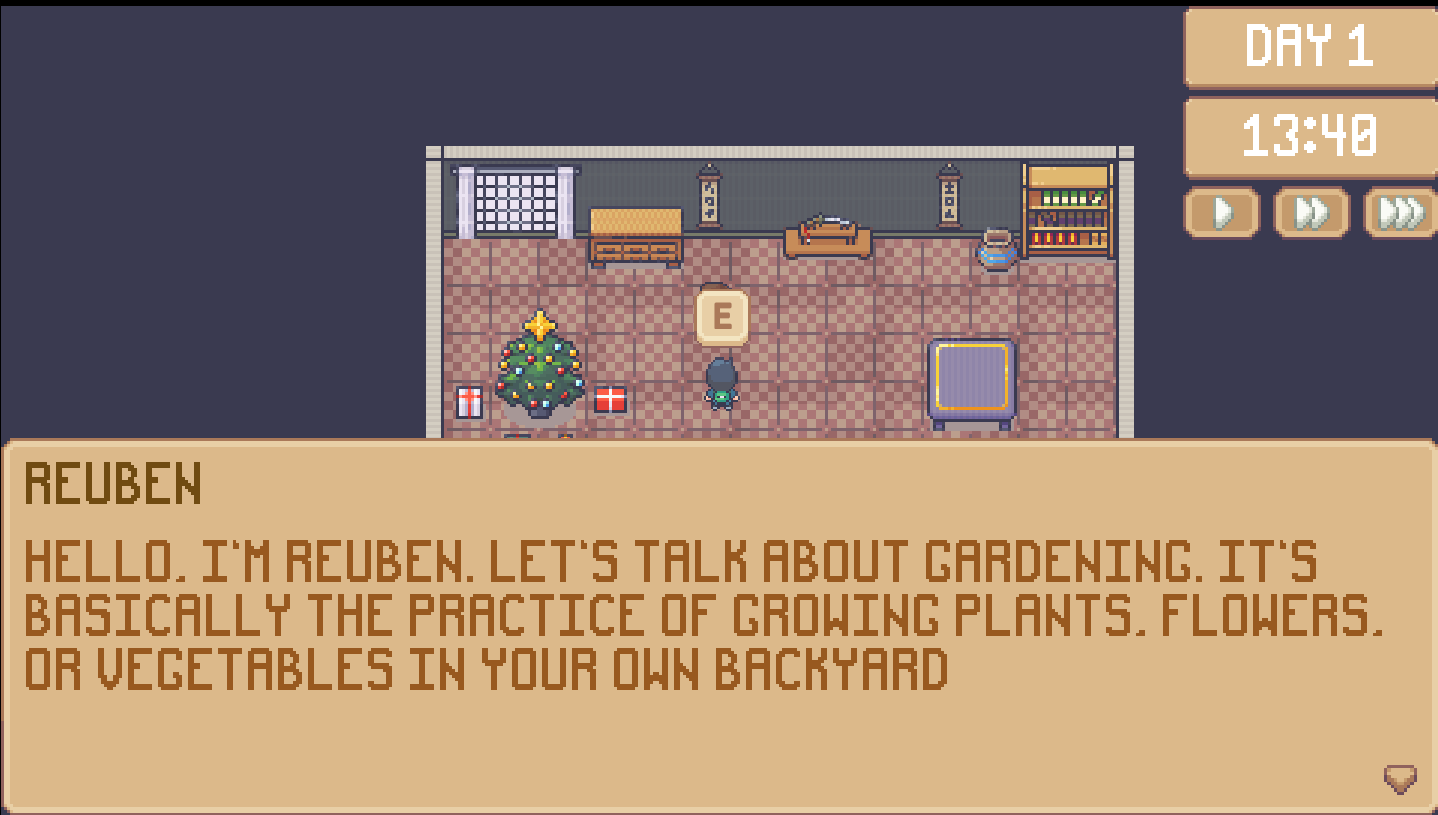 DAY 1
13:40
E
REUBEN
HELLO, I'M REUBEN. LET'S TALK ABOUT GARDENING. IT'S
BASICALLY THE PRACTICE OF GROWING PLANTS, FLOWERS,
OR VEGETABLES IN YOUR OWN BACKYARD